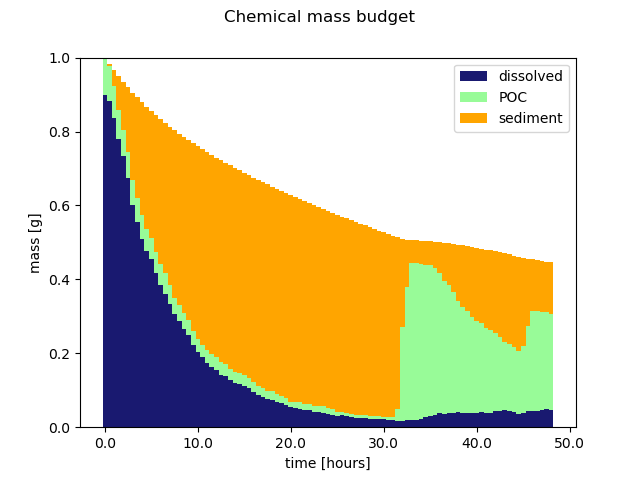 Chemical mass budget
1.0
0.8
0.6
0.4
0.2
0.0
mass [g]
dissolved
POC
sediment
0.0 10.0 20.0 30.0 40.0 50.0
time [hours]